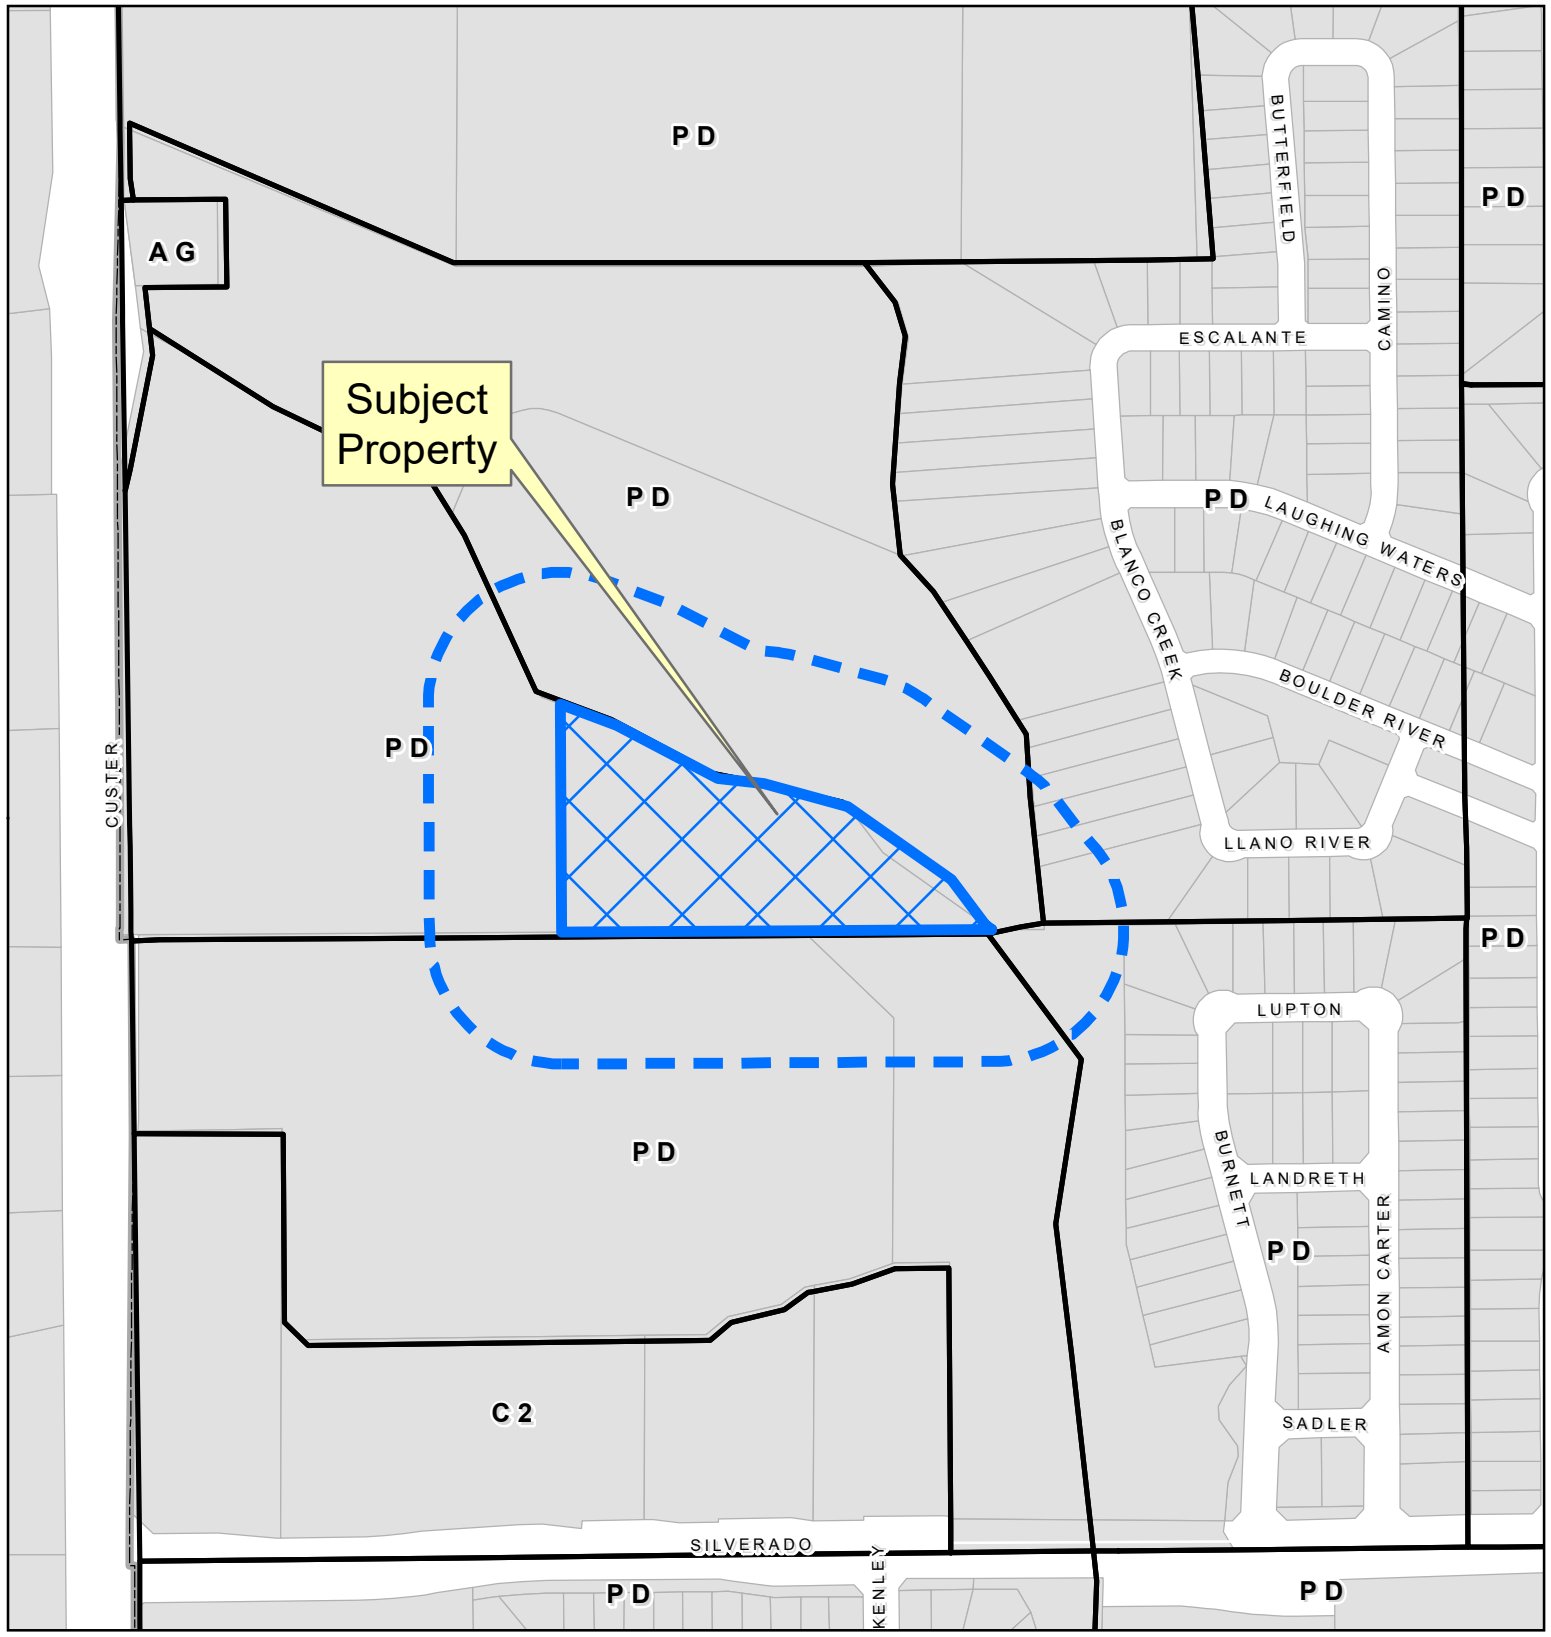 PD
BUTTERFIELD
PD
AG
CAMINO
ESCALANTE
Subject
Property
PD
PD
LAUGHING WATERS
BLANCO CREEK
BOULDER RIVER
PD
CUSTER
LLANO RIVER
PD
LUPTON
PD
BURNETT
LANDRETH
PD
AMON CARTER
C2
SADLER
SILVERADO
KENLEY
PD
PD